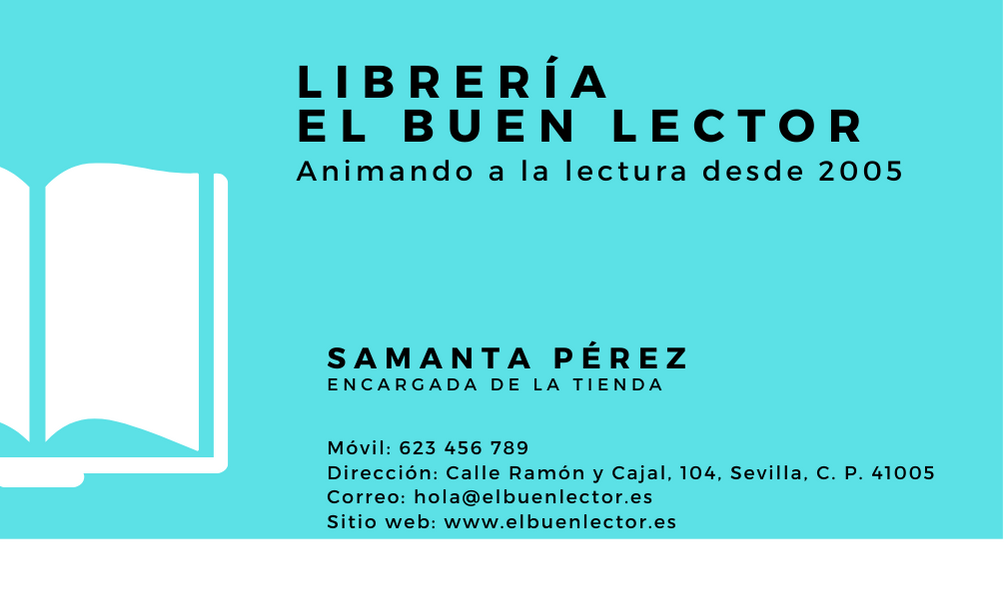 LIBRERÍA
EL BUEN LECTOR
Animando a la lectura desde 2005
SAMANTA PÉREZ
ENCARGADA DE LA TIENDA
Móvil: 623 456 789
Dirección: Calle Ramón y Cajal, 104, Sevilla, C. P. 41005
Correo: hola@elbuenlector.es
Sitio web: www.elbuenlector.es